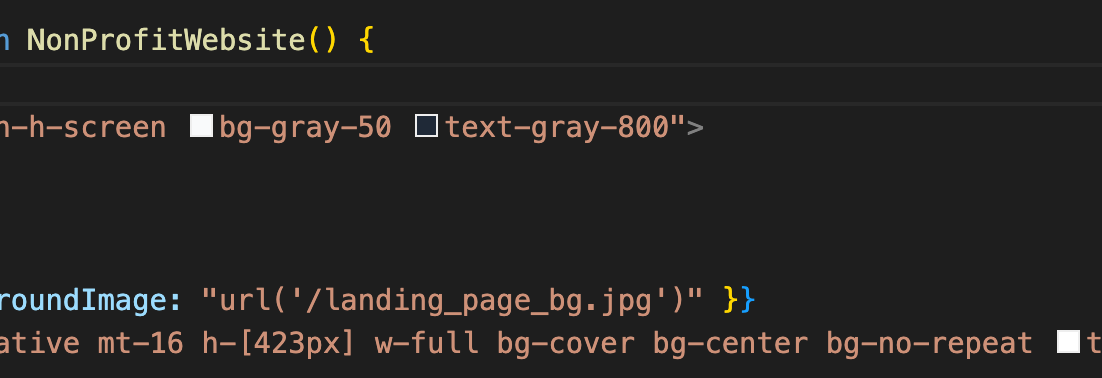 n NonProfitWebsite() {
n-h-screen bg-gray-50 text-gray-800">
roundImage: "url('/landing_page_bg.jpg')" }}
ative mt-16 h-[423px] w-full bg-cover bg-center bg-no-repeat t